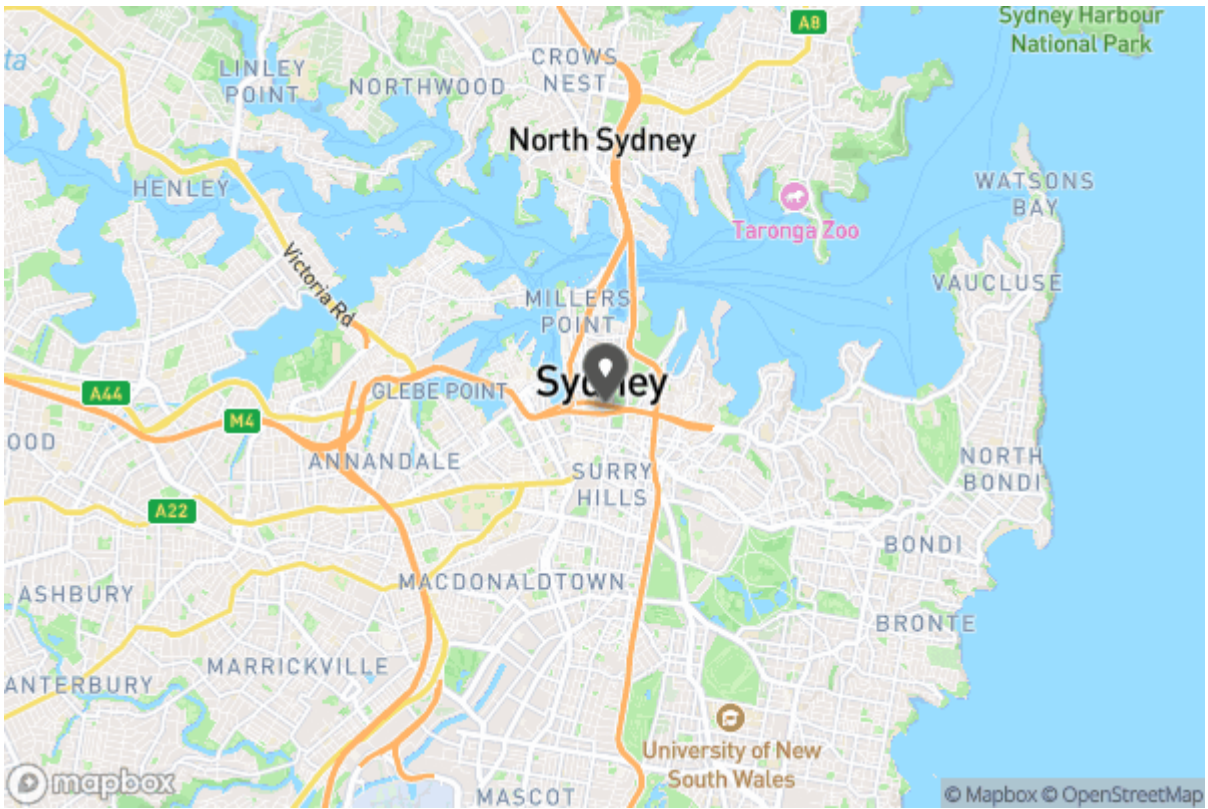 Sydney Harbour
National Park
A8
CROWS
NEST
LINLEY
POINT
NORTHWOOD
North Sydney
HENLEY
WATSONS
BAY
Taronga Zoo
Victoria Rd
VAUCLUSE
MILLERS
POINT
Sydney
A44
GLEBE POINT
M4
OOD
ANNANDALE
SURRY
HILLS
NORTH
BONDI
A22
BONDI
MACDONALDTOWN
ASHBURY
BRONTE
MARRICKVILLE
ANTERBURY
University of New
South Wales
mapbox
MASCOT
© Mapbox © OpenStreetMap